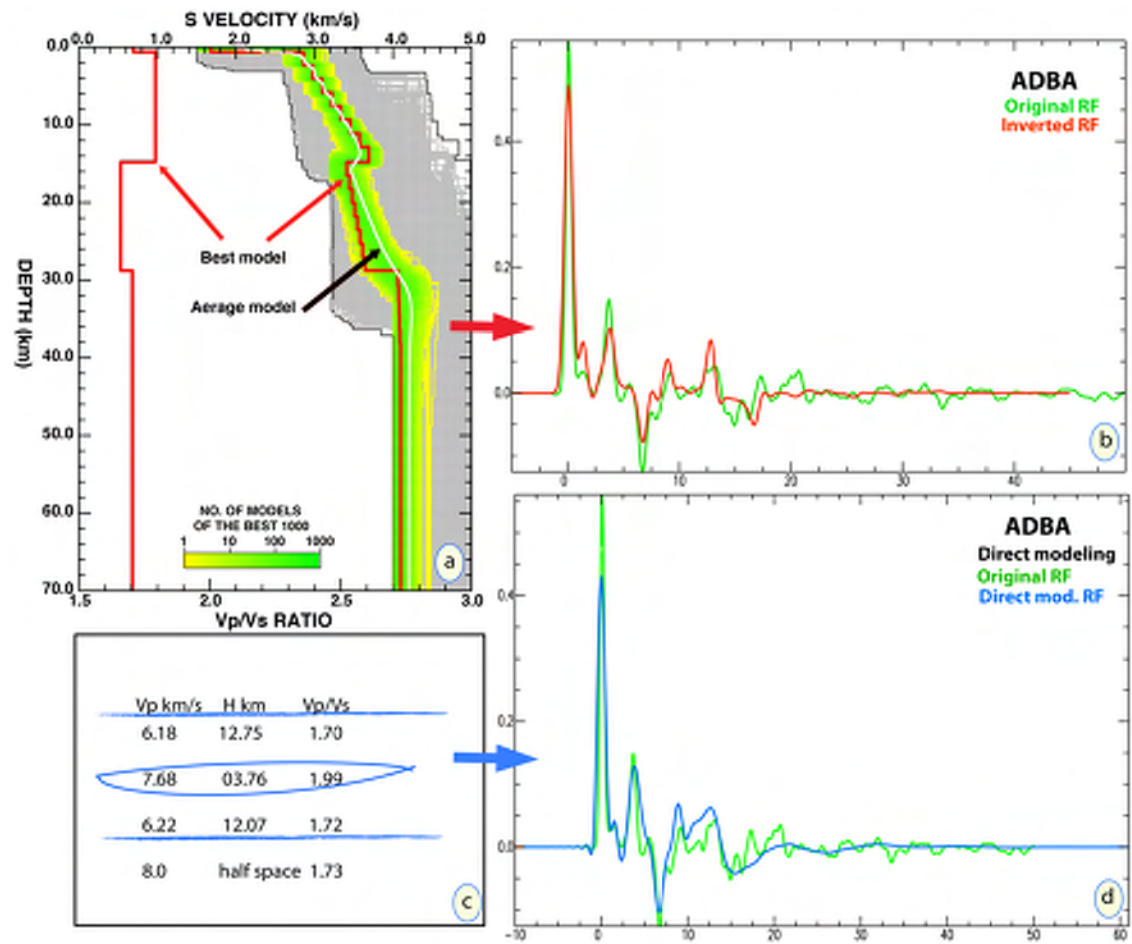 S VELOCITY (km/s)
0.0 1.0 2.0 3.0 4.0 5.0
0.0
10.0
20.0
30.0
40.0
50.0
60.0
70.0
DEPTH (km)
Best model
Aerage model
NO. OF MODELS
OF THE BEST 1000
1 10 100 1000
a
1.5 2.0 2.5 3.0
Vp/Vs RATIO
ADBA
Original RF
Inverted RF
0.2
0.0
0 10 20 30 40
b
Vp km/s H km Vp/Vs
6.18 12.75 1.70
7.68 03.76 1.99
6.22 12.07 1.72
8.0 half space 1.73
c
ADBA
Direct modeling
Original RF
Direct mod. RF
0.4
0.2
0.0
-10 0 10 20 30 40 50 60
d